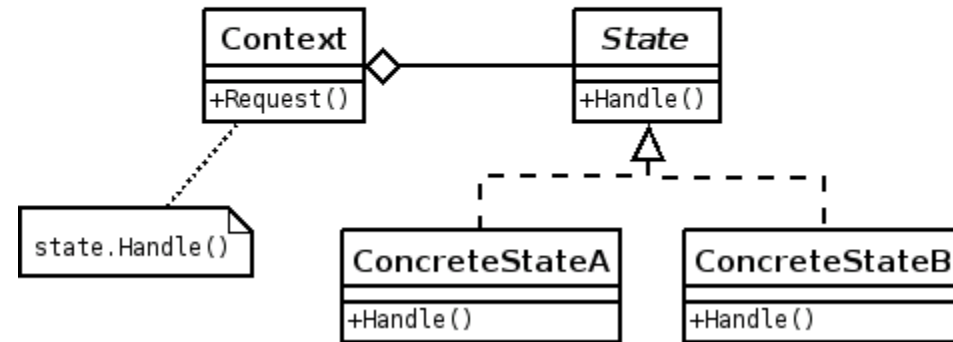 Context
State
+Request()
+Handle()
state.Handle()
ConcreteStateA
ConcreteStateB
+Handle()
+Handle()